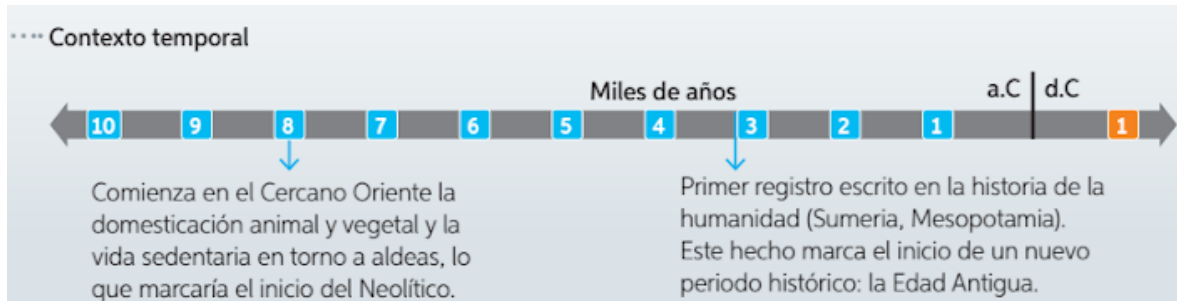 Contexto temporal
Miles de años
a.C d.C
10 9 8 7 6 5 4 3 2 1 1
Comienza en el Cercano Oriente la
domesticación animal y vegetal y la
vida sedentaria en torno a aldeas, lo
que marcaría el inicio del Neolítico.
Primer registro escrito en la historia de la
humanidad (Sumeria, Mesopotamia).
Este hecho marca el inicio de un nuevo
periodo histórico: la Edad Antigua.